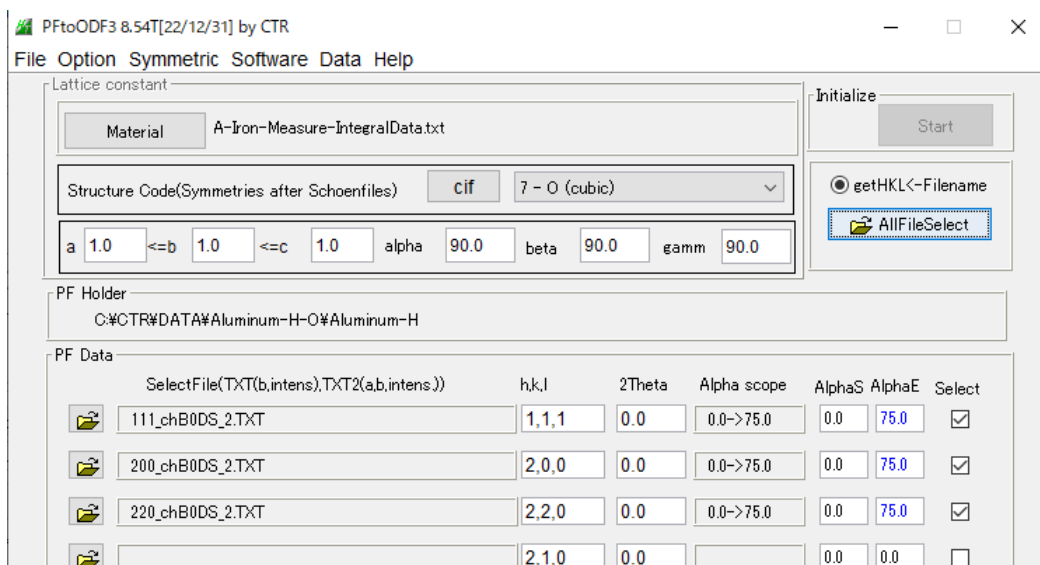 PFtoODF3 8.54T[22/12/31] by CTR
File Option Symmetric Software Data Help
Lattice constant
Material A-Iron-Measure-IntegralData.txt
Initialize
Start
Structure Code(Symmetries after Schoenfiles) cif 7 - O (cubic)
getHKL<-Filename
AllFileSelect
a 1.0 <=b 1.0 <=c 1.0 alpha 90.0 beta 90.0 gamm 90.0
PF Holder
C:¥CTR¥DATA¥Aluminum-H-O¥Aluminum-H
PF Data
SelectFile(TXT(b,intens),TXT2(a,b,intens.)) h,k,l 2Theta Alpha scope AlphaS AlphaE Select
111_chB0DS_2.TXT 1,1,1 0.0 0.0->75.0 0.0 75.0
200_chB0DS_2.TXT 2,0,0 0.0 0.0->75.0 0.0 75.0
220_chB0DS_2.TXT 2,2,0 0.0 0.0->75.0 0.0 75.0
2,1,0 0.0 0.0 0.0